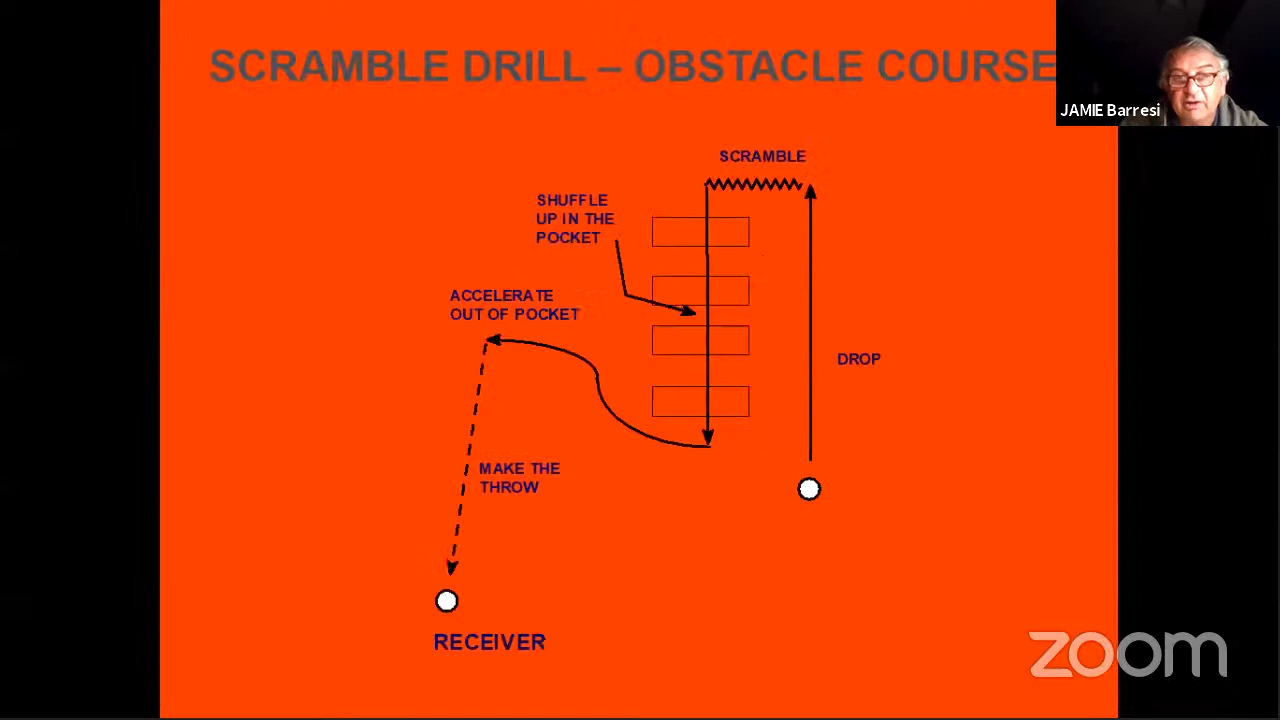 SCRAMBLE DRILL – OBSTACLE COURSE
JAMIE Barresi
SCRAMBLE
SHUFFLE
UP IN THE
POCKET
ACCELERATE
OUT OF POCKET
DROP
MAKE THE
THROW
RECEIVER
zoom